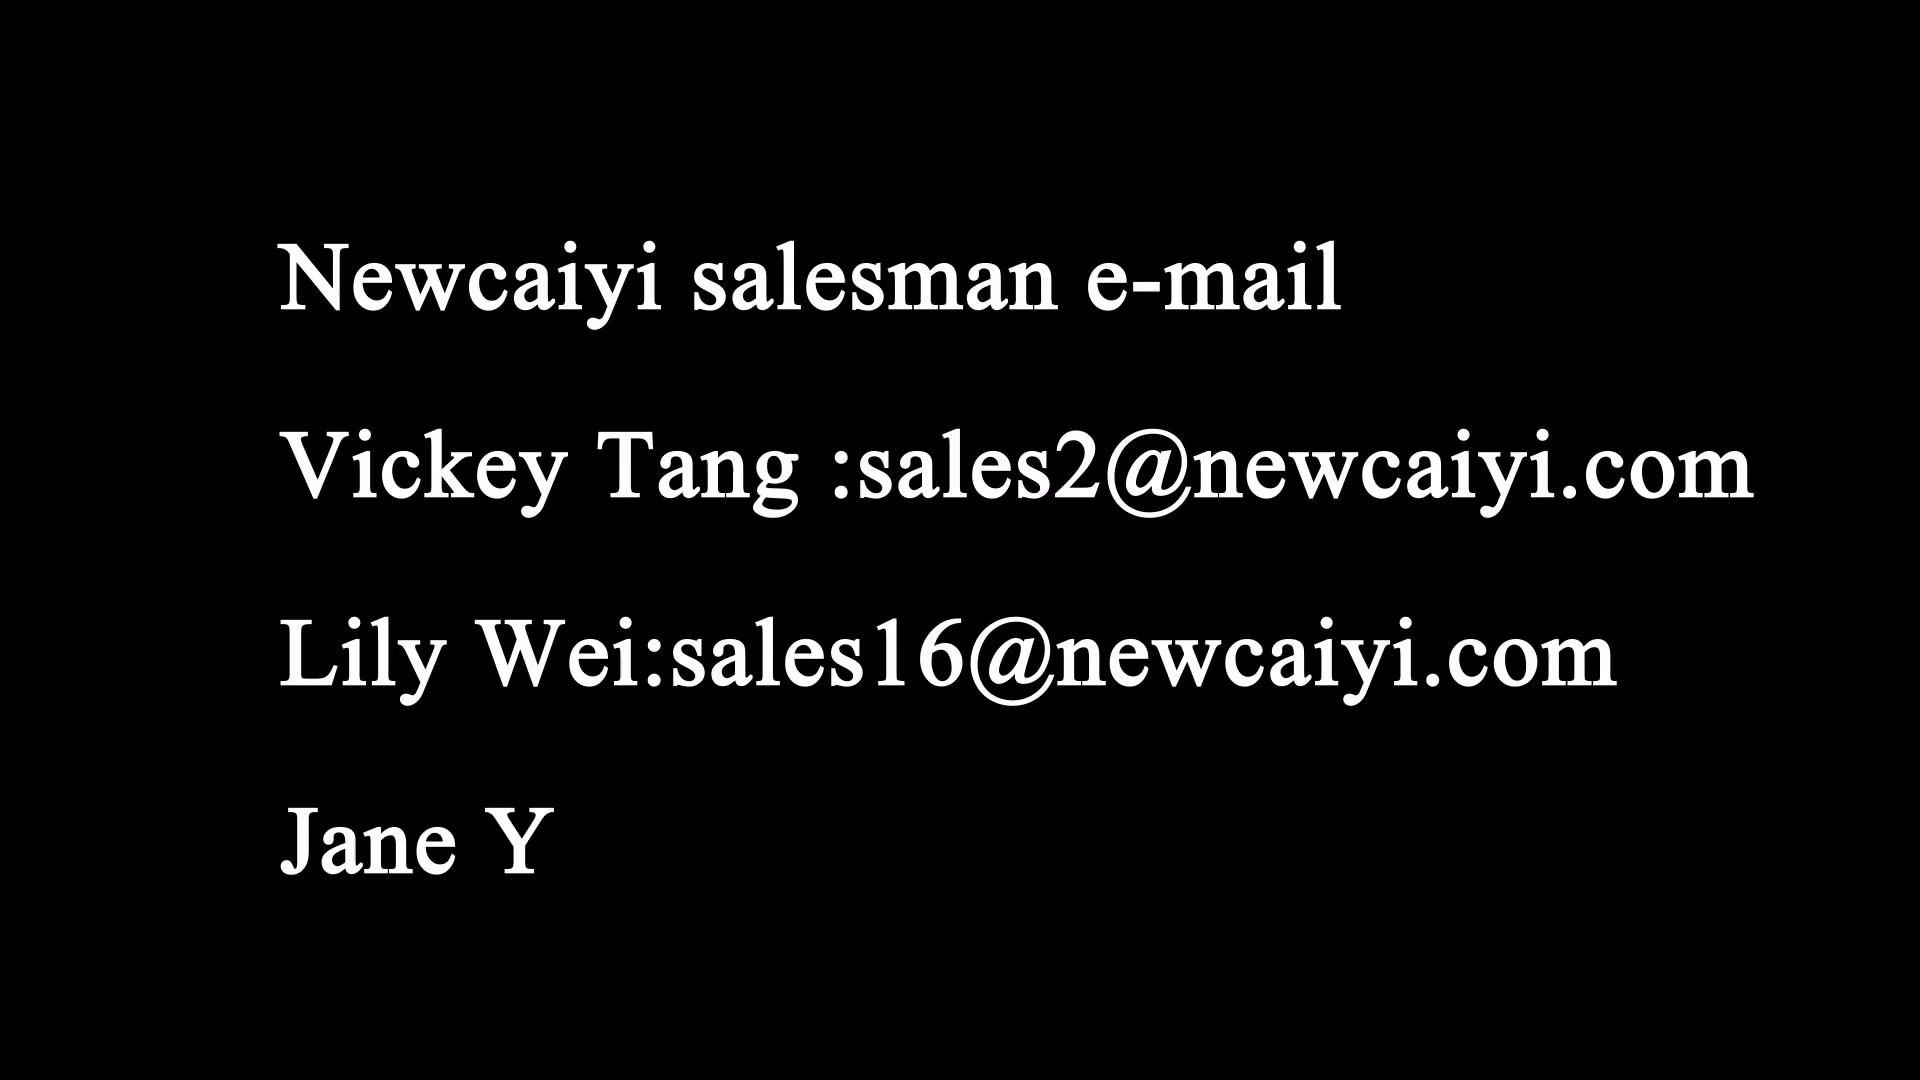 Newcaiyi salesman e-mail
Vickey Tang :sales2@newcaiyi.com
Lily Wei:sales16@newcaiyi.com
Jane Y